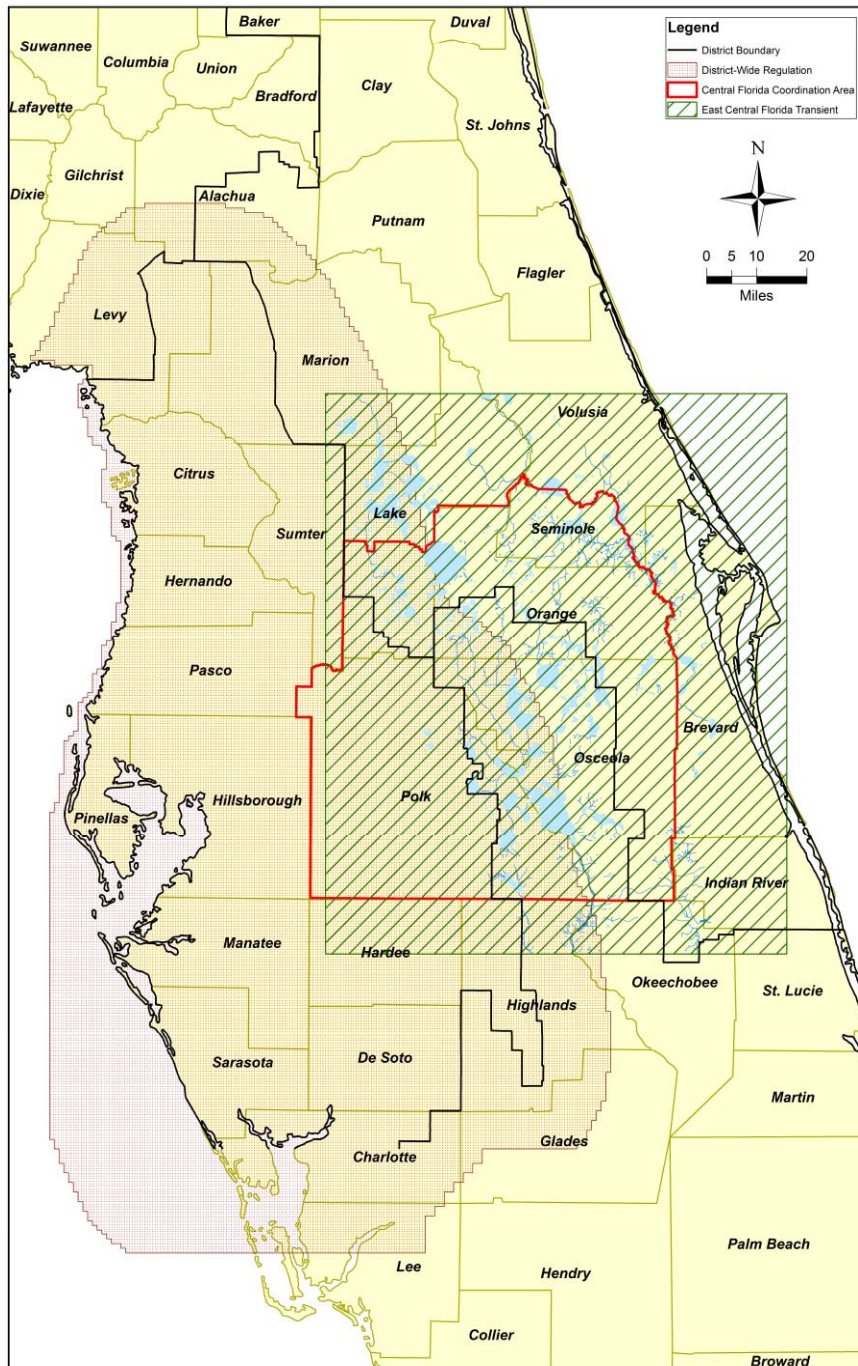 Baker
Duval
Suwannee
Columbia
Union
Bradford
Clay
Lafayette
St. Johns
Gilchrist
Dixie
Alachua
Putnam
Flagler
Levy
Marion
Volusia
Citrus
Lake
Sumter
Seminole
Hernando
Orange
Pasco
Brevard
Osceola
Polk
Hillsborough
Pinellas
Indian River
Manatee
Hardee
Okeechobee
St. Lucie
Highlands
De Soto
Sarasota
Martin
Glades
Charlotte
Palm Beach
Lee
Hendry
Collier
Broward
Legend
District Boundary
District-Wide Regulation
Central Florida Coordination Area
East Central Florida Transient
N
0 5 10 20
Miles